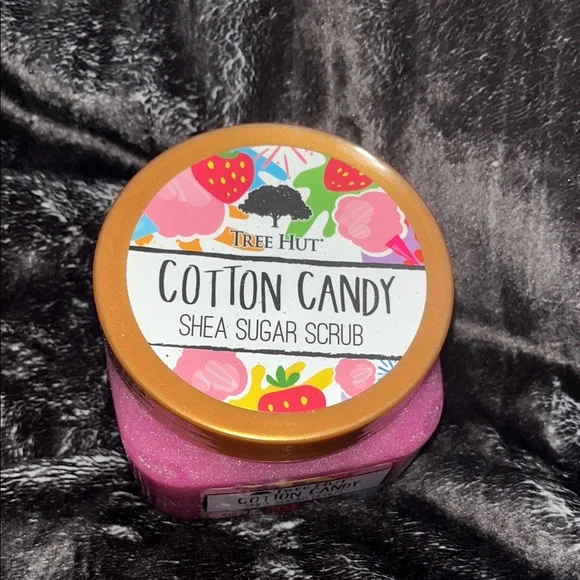 TREE HUT®
COTTON CANDY
SHEA SUGAR SCRUB
COTTON CANDY